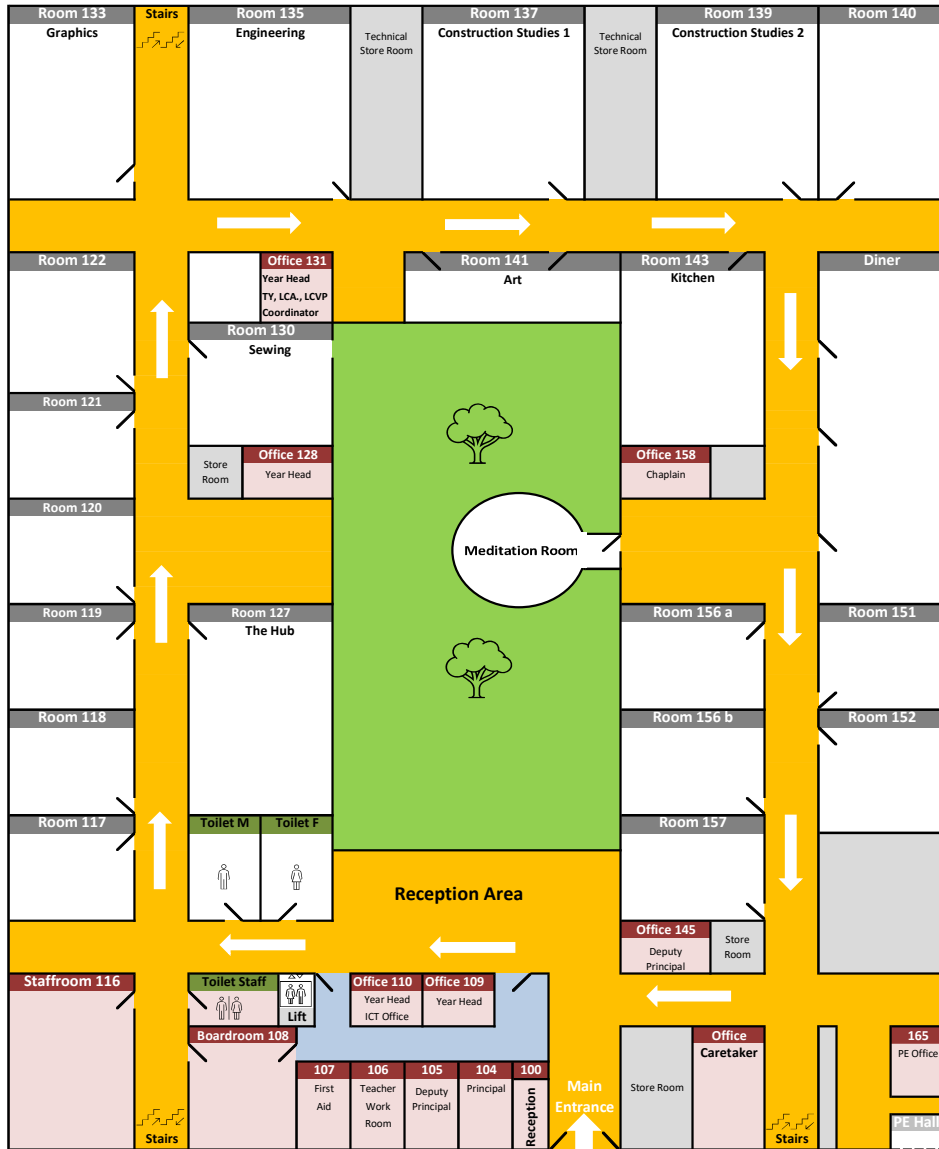 Room 133
Graphics
Stairs
Room 135
Engineering
Technical
Store Room
Room 137
Construction Studies 1
Technical
Store Room
Room 139
Construction Studies 2
Room 140
Room 122
Office 131
Year Head
TY, LCA., LCVP
Coordinator
Room 141
Art
Room 143
Kitchen
Diner
Room 130
Sewing
Room 121
Store
Room
Office 128
Year Head
Office 158
Chaplain
Room 120
Meditation Room
Room 119
Room 127
The Hub
Room 156 a
Room 151
Room 118
Room 156 b
Room 152
Room 117
Toilet M
Toilet F
Room 157
Reception Area
Office 145
Deputy
Principal
Store
Room
Staffroom 116
Toilet Staff
Lift
Office 110
Year Head
ICT Office
Office 109
Year Head
Boardroom 108
Office
Caretaker
165
PE Office
107
First
Aid
106
Teacher
Work
Room
105
Deputy
Principal
104
Principal
100
Reception
Main
Entrance
Store Room
PE Hall
Stairs
Stairs